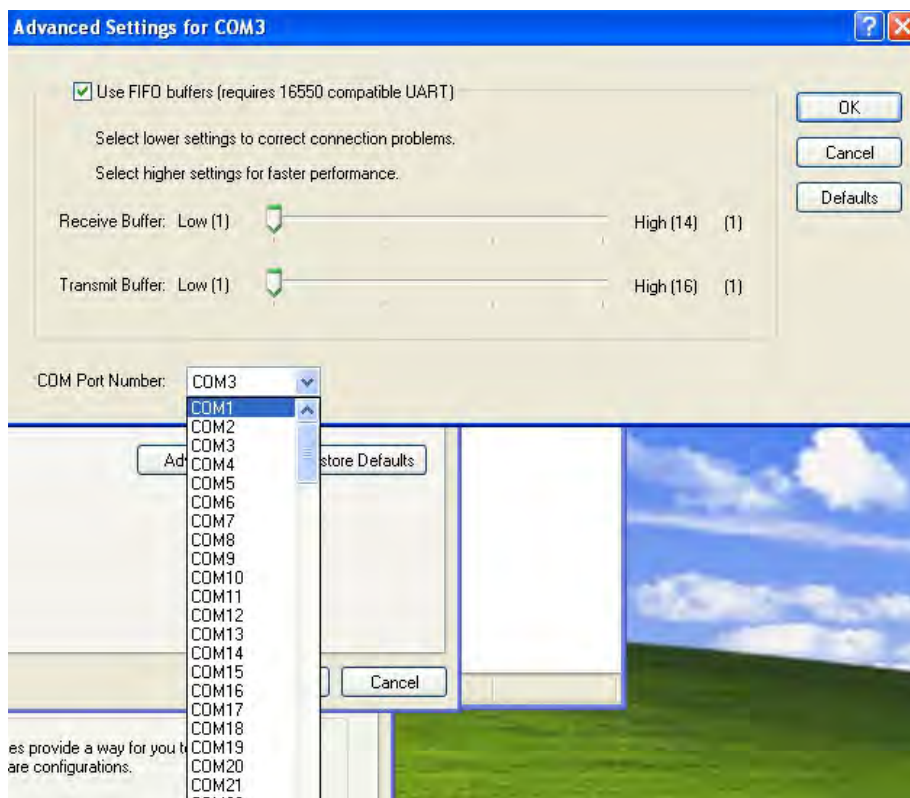 Advanced Settings for COM3
Use FIFO buffers (requires 16550 compatible UART)
OK
Select lower settings to correct connection problems.
Cancel
Select higher settings for faster performance.
Defaults
Receive Buffer: Low (1) High (14) (1)
Transmit Buffer: Low (1) High (16) (1)
COM Port Number: COM3
COM1
COM2
COM3
Ad COM4 store Defaults
COM5
COM6
COM7
COM8
COM9
COM10
COM11
COM12
COM13
COM14
COM15
COM16 Cancel
COM17
COM18
es provide a way for you t COM19
are configurations. COM20
COM21